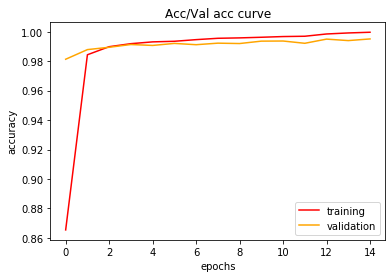 Acc/Val acc curve
1.00
0.98
0.96
0.94
0.92
0.90
0.88
0.86
accuracy
0 2 4 6 8 10 12 14
epochs
training
validation